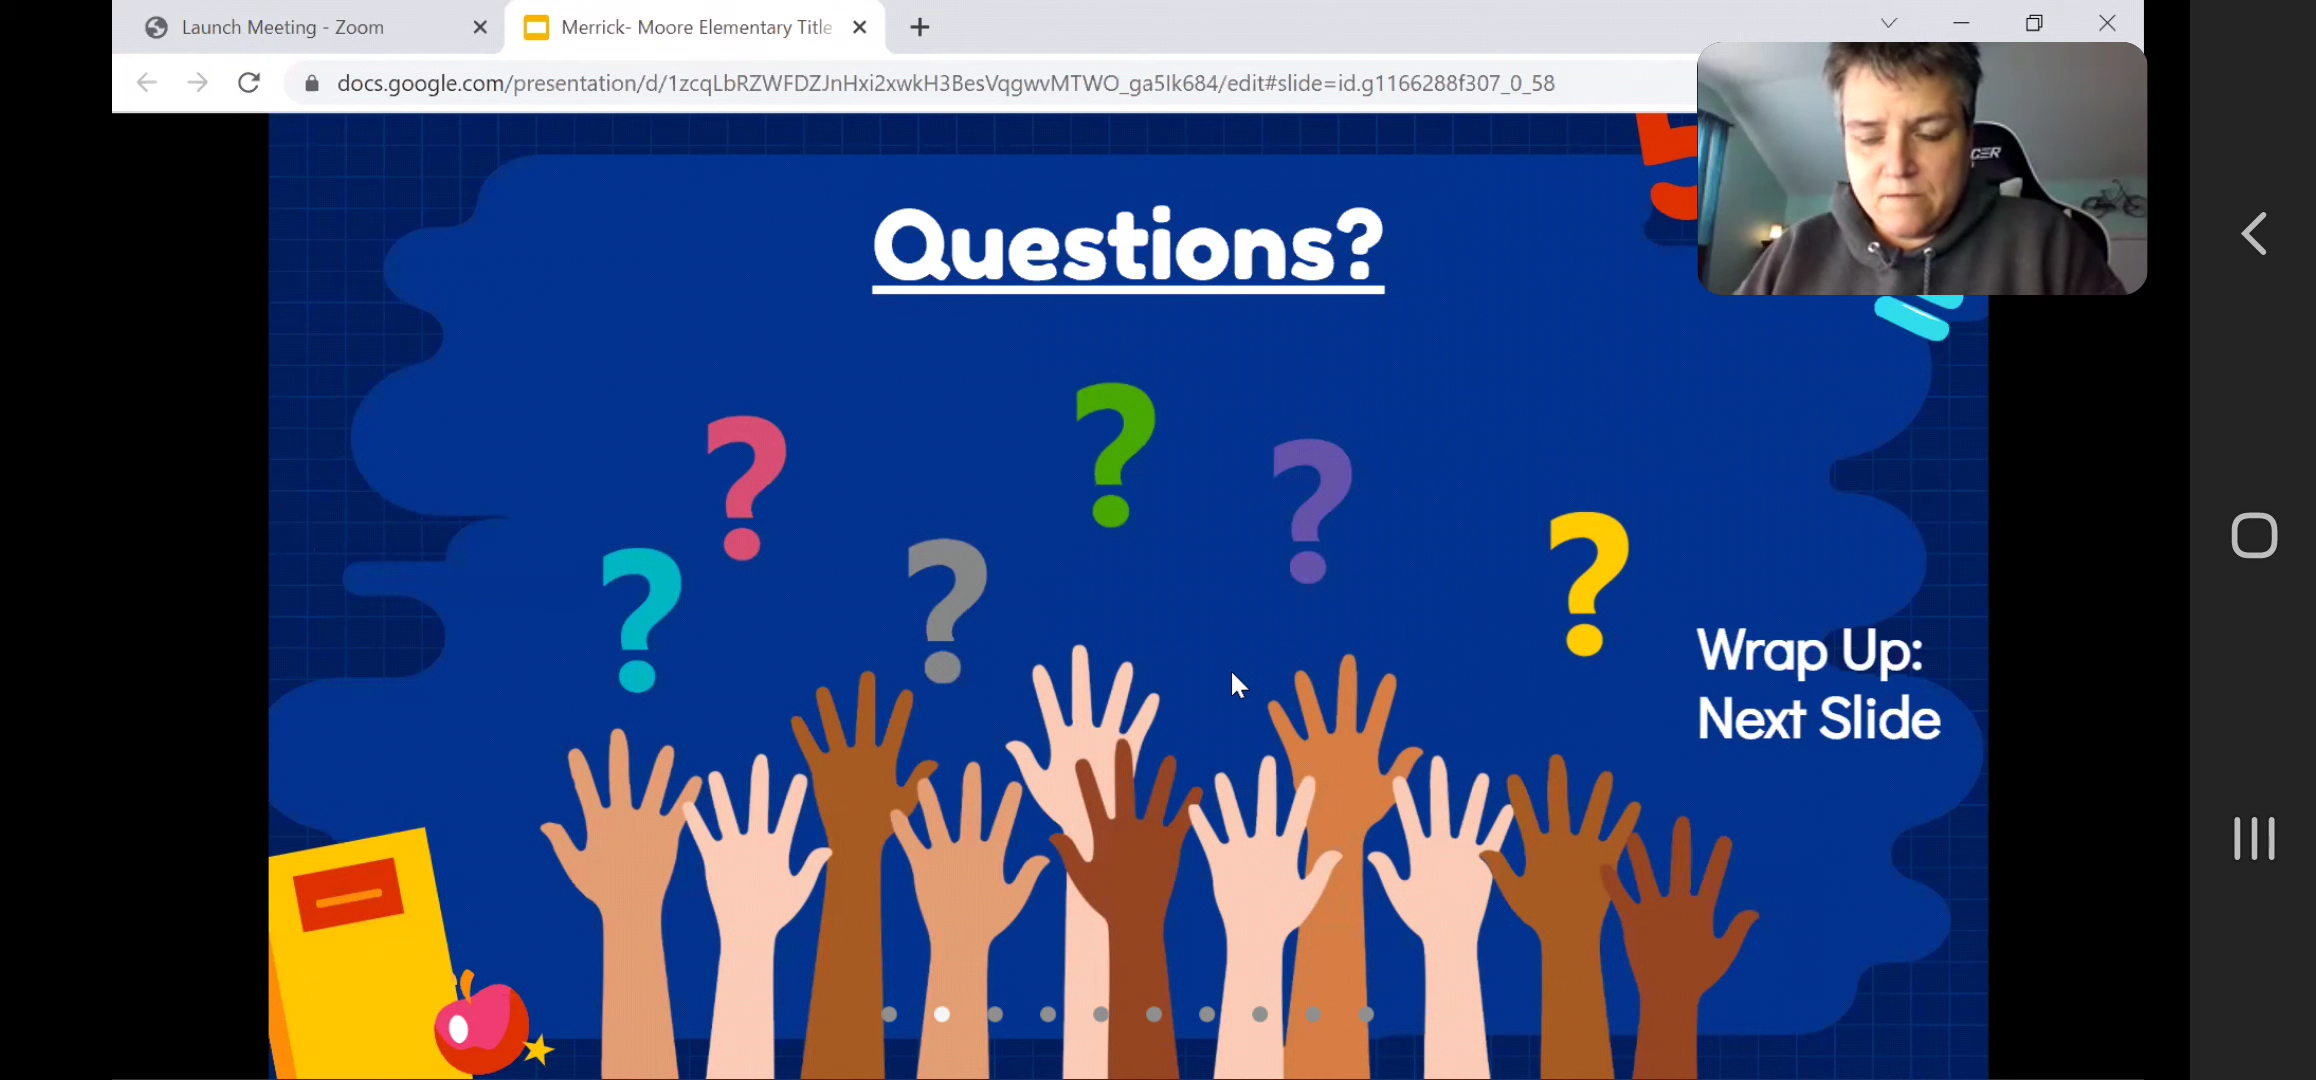 Launch Meeting - Zoom
Merrick- Moore Elementary Title
docs.google.com/presentation/d/1zcqLbRZWFDZJnHxi2xwkH3BesVqgwvMTWO_ga5Ik684/edit#slide=id.g1166288f307_0_58
CER
Questions?
?
?
?
?
?
?
Wrap Up:
Next Slide